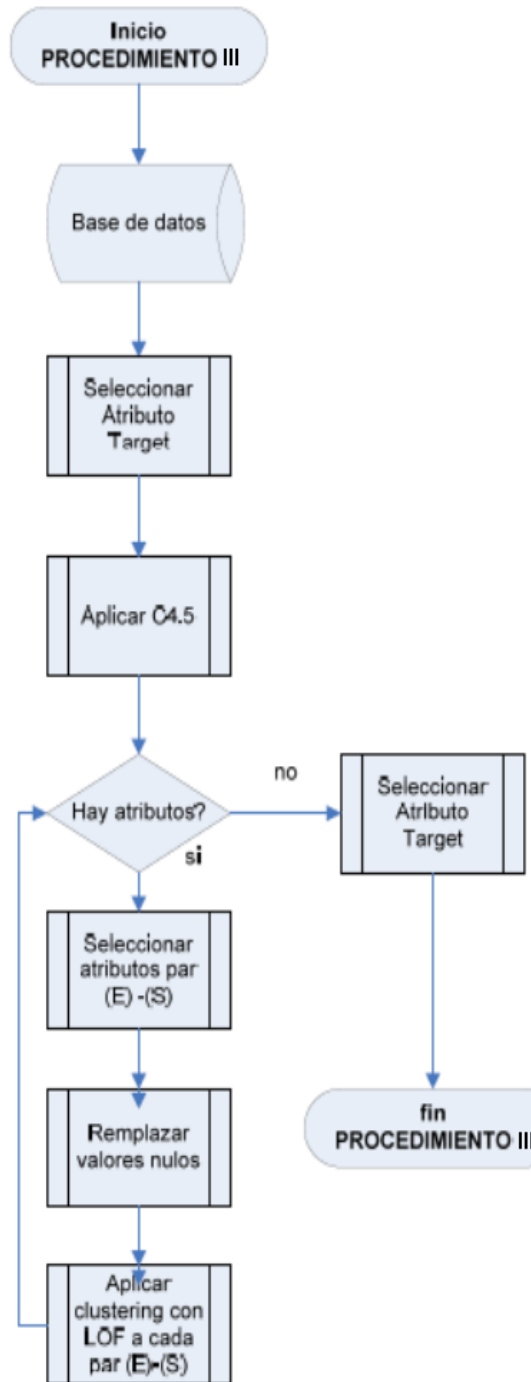 Inicio
PROCEDIMIENTO III
Base de datos
Seleccionar
Atributo
Target
Aplicar C4.5
Hay atributos?
no
si
Seleccionar
Atributo
Target
Seleccionar
atributos par
(E) -(S)
Remplazar
valores nulos
fin
PROCEDIMIENTO III
Aplicar
clustering con
LOF a cada
par (E)-(S)